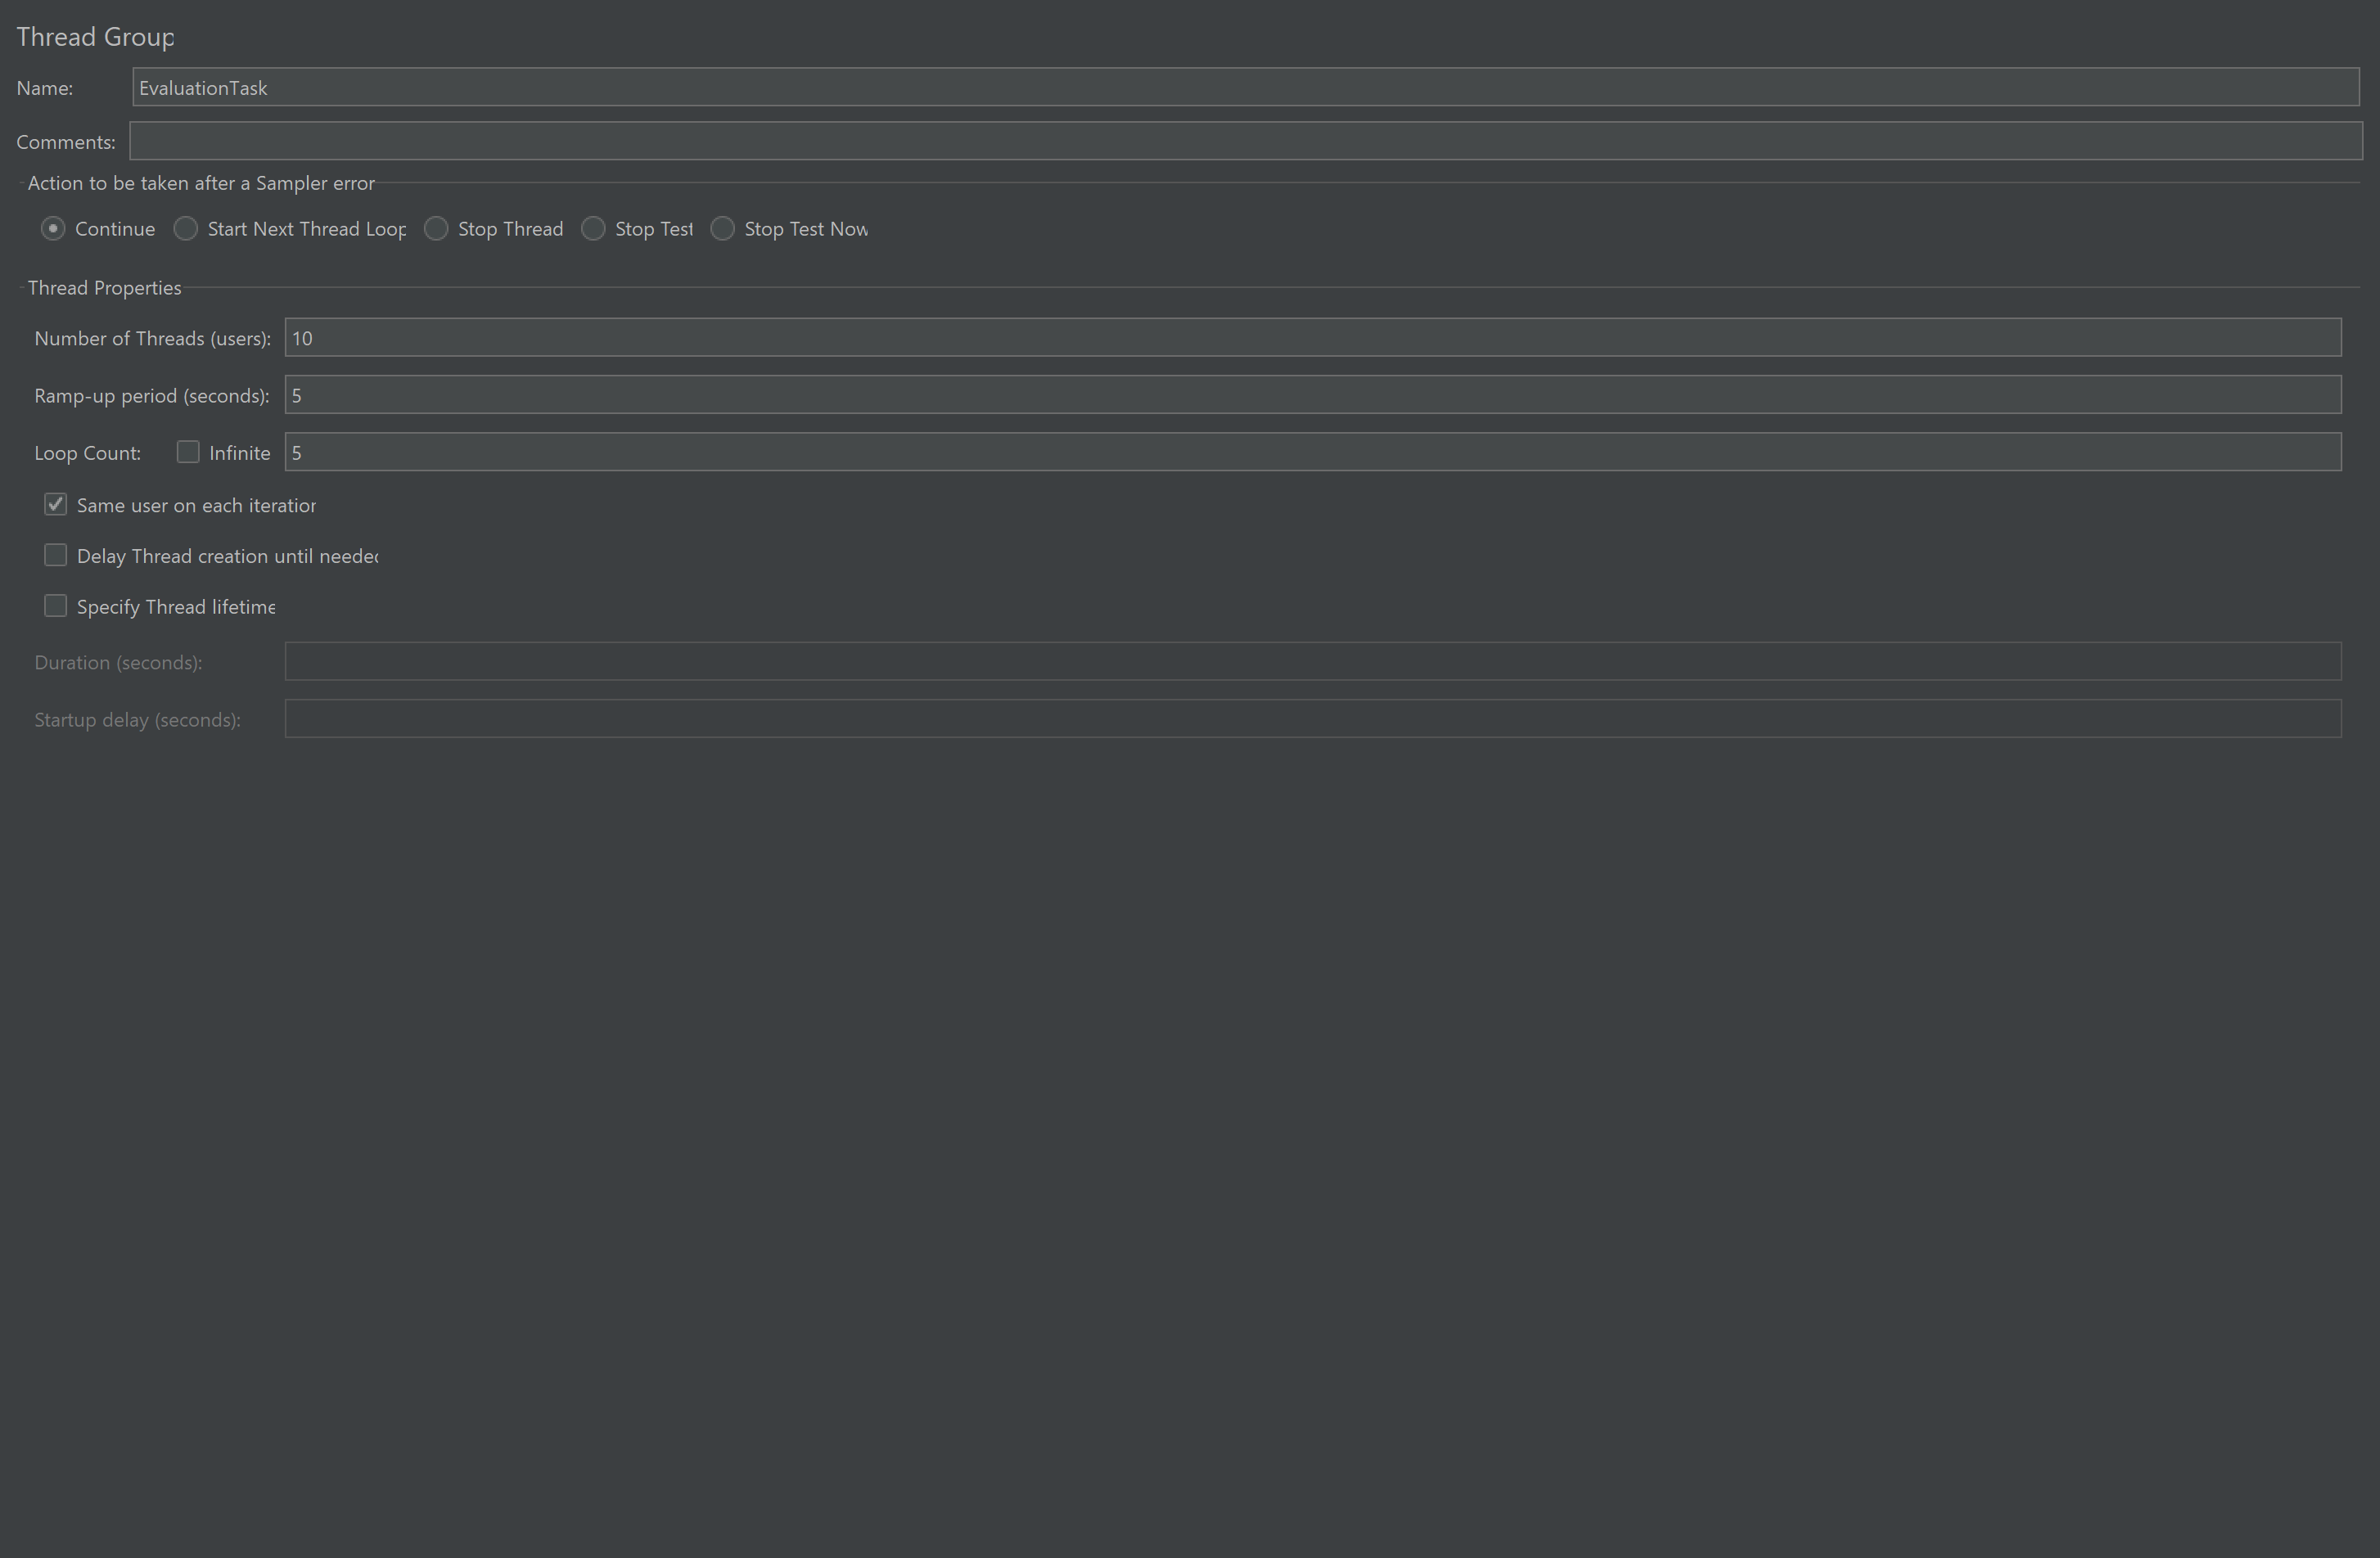 Thread Group
Name: EvaluationTask
Comments:
Action to be taken after a Sampler error
Continue Start Next Thread Loop Stop Thread Stop Test Stop Test Now
Thread Properties
Number of Threads (users): 10
Ramp-up period (seconds): 5
Loop Count: Infinite 5
Same user on each iteration
Delay Thread creation until needed
Specify Thread lifetime
Duration (seconds):
Startup delay (seconds):